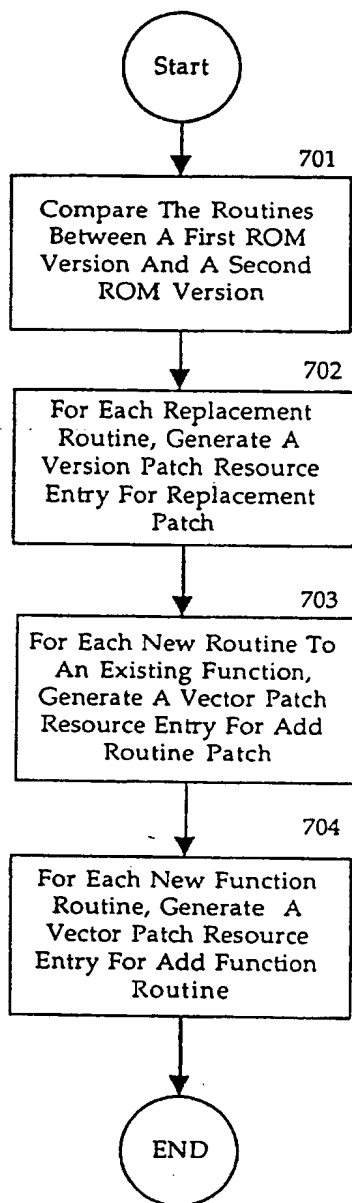 Start
701
Compare The Routines
Between A First ROM
Version And A Second
ROM Version
702
For Each Replacement
Routine, Generate A
Version Patch Resource
Entry For Replacement
Patch
703
For Each New Routine To
An Existing Function,
Generate A Vector Patch
Resource Entry For Add
Routine Patch
704
For Each New Function
Routine, Generate A
Vector Patch Resource
Entry For Add Function
Routine
END